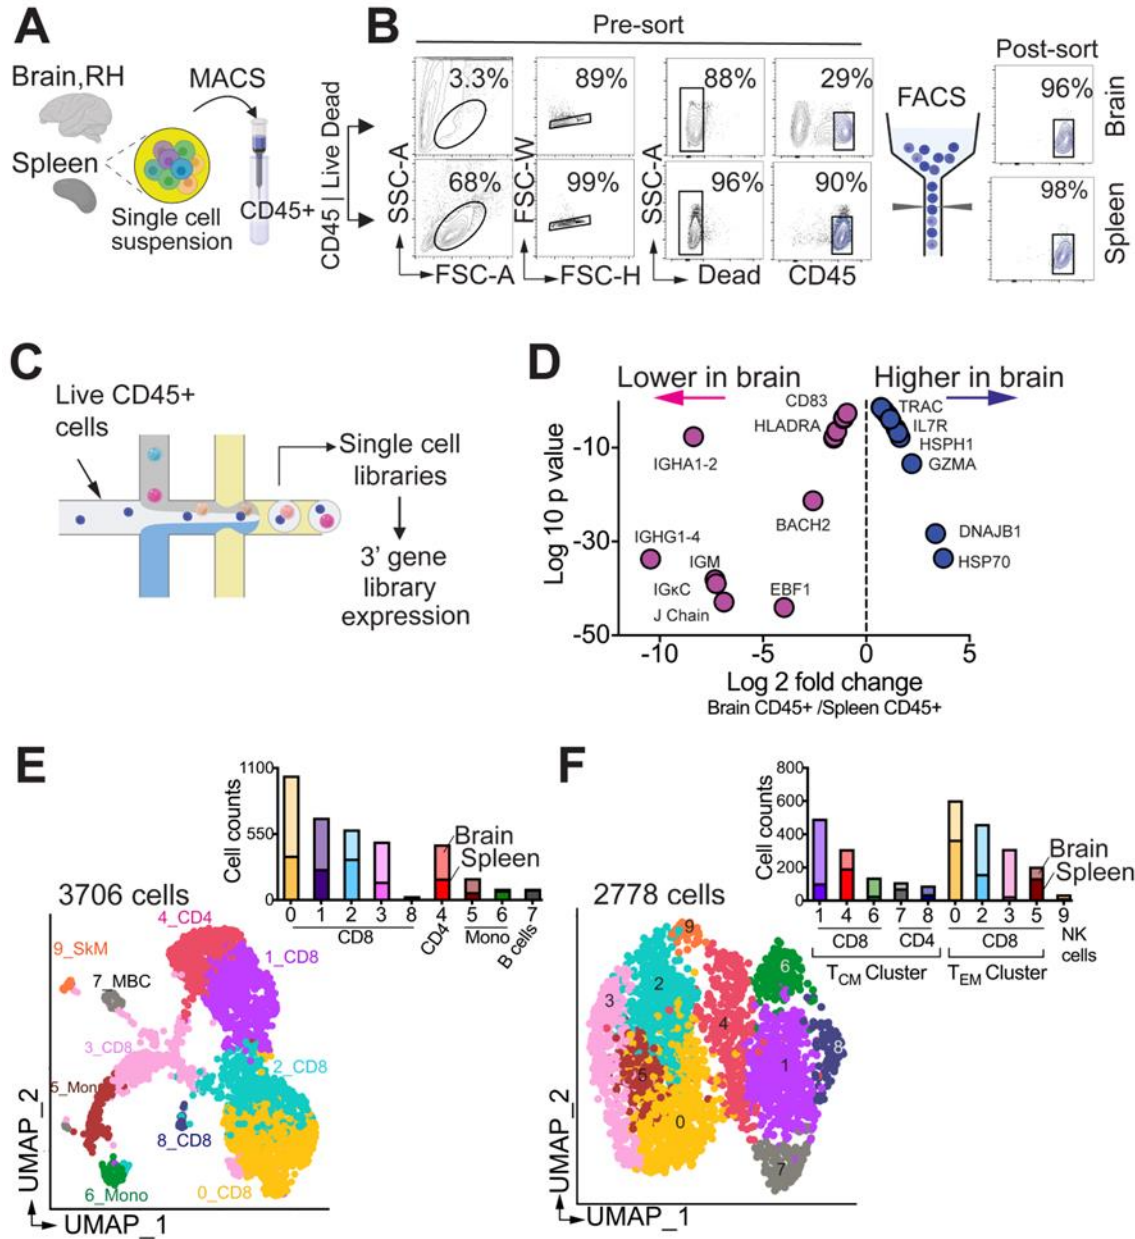 A
Brain,RH
Spleen
MACS
Single cell
suspension
CD45+
CD45 | Live Dead
B
Pre-sort
3.3%
89%
88%
29%
68%
99%
96%
90%
SSC-A
FSC-A
FSC-W
FSC-H
SSC-A
Dead
CD45
FACS
Post-sort
96%
Brain
98%
Spleen
C
Live CD45+
cells
Single cell
libraries
3' gene
library
expression
D
Lower in brain
Higher in brain
CD83
HLADRA
IGHA1-2
BACH2
IGHG1-4
IGM
IGκC
J Chain
EBF1
TRAC
IL7R
HSPH1
GZMA
DNAJB1
HSP70
Log 10 p value
-10
-30
-50
-10
-5
0
5
Log 2 fold change
Brain CD45+ /Spleen CD45+
E
Cell counts
1100
550
0
Brain
Spleen
0
1
2
3
8
4
5
6
7
CD8
CD4
Mono
B cells
3706 cells
4_CD4
9_SkM
1_CD8
7_MBC
3_CD8
2_CD8
5_Mon
8_CD8
6_Mono
0_CD8
UMAP_2
UMAP_1
F
Cell counts
800
600
400
200
0
Brain
Spleen
1
4
6
7
8
0
2
3
5
9
CD8
CD4
CD8
NK
cells
TCM Cluster
TEM Cluster
2778 cells
9
2
6
3
4
8
1
5
0
7
UMAP_2
UMAP_1